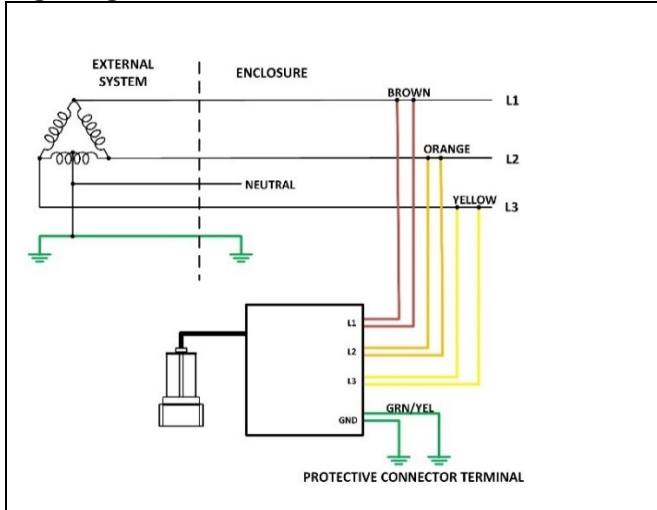 EXTERNAL
SYSTEM
ENCLOSURE
BROWN
L1
ORANGE
L2
NEUTRAL
YELLOW
L3
L1
L2
L3
GRN/YEL
GND
PROTECTIVE CONNECTOR TERMINAL